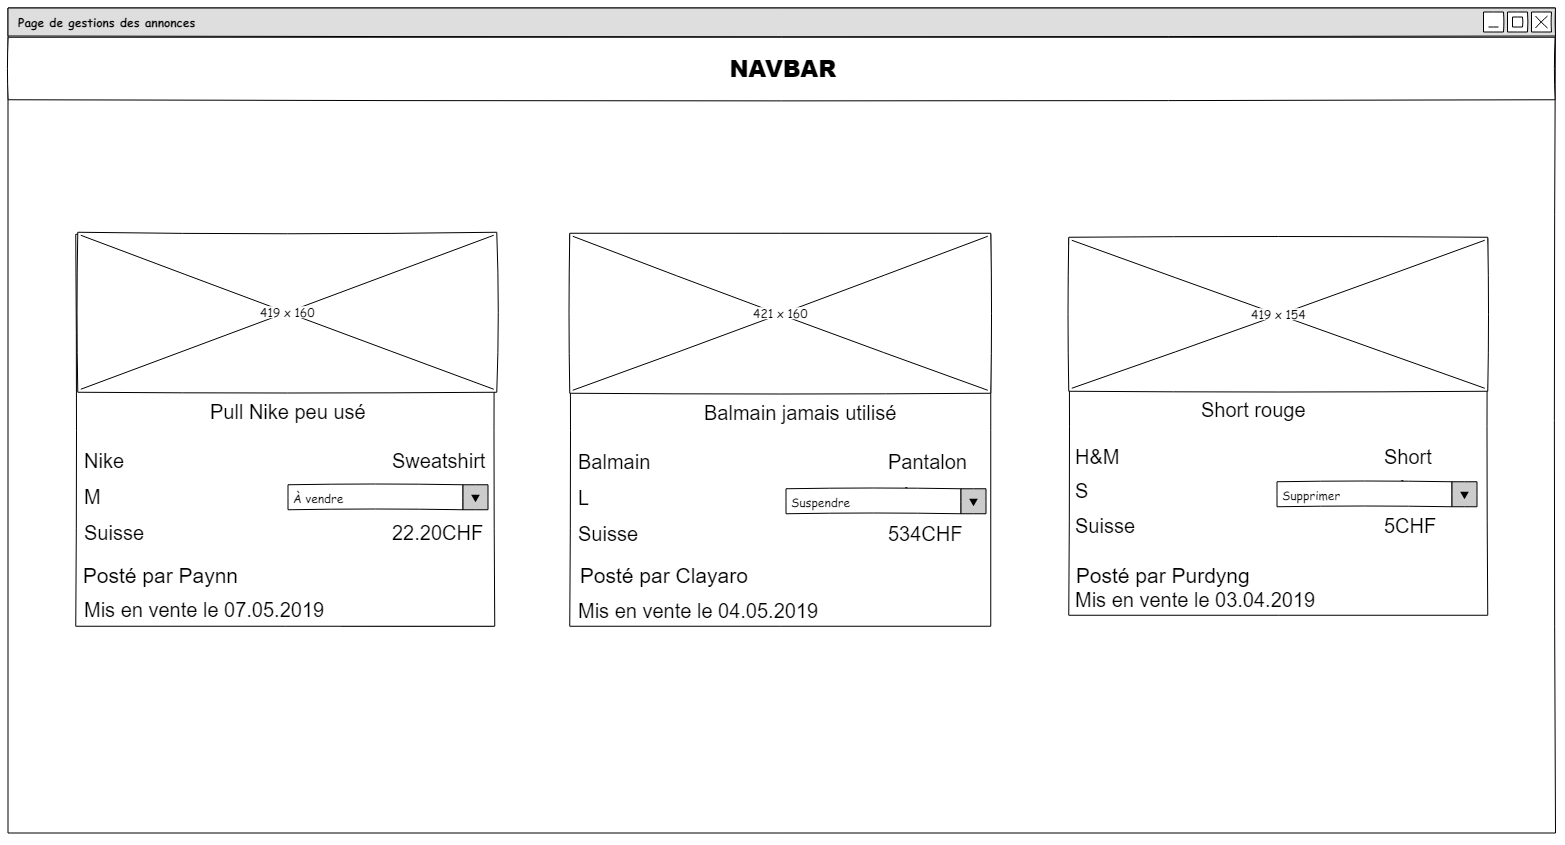 Page de gestions des annonces
NAVBAR
419 x 160
Pull Nike peu usé
Nike
Sweatshirt
M
À vendre
Suisse
22.20CHF
Posté par Paynn
Mis en vente le 07.05.2019
421 x 160
Balmain jamais utilisé
Balmain
Pantalon
L
Suspendre
Suisse
534CHF
Posté par Clayaro
Mis en vente le 04.05.2019
419 x 154
Short rouge
H&M
Short
S
Supprimer
Suisse
5CHF
Posté par Purdyng
Mis en vente le 03.04.2019